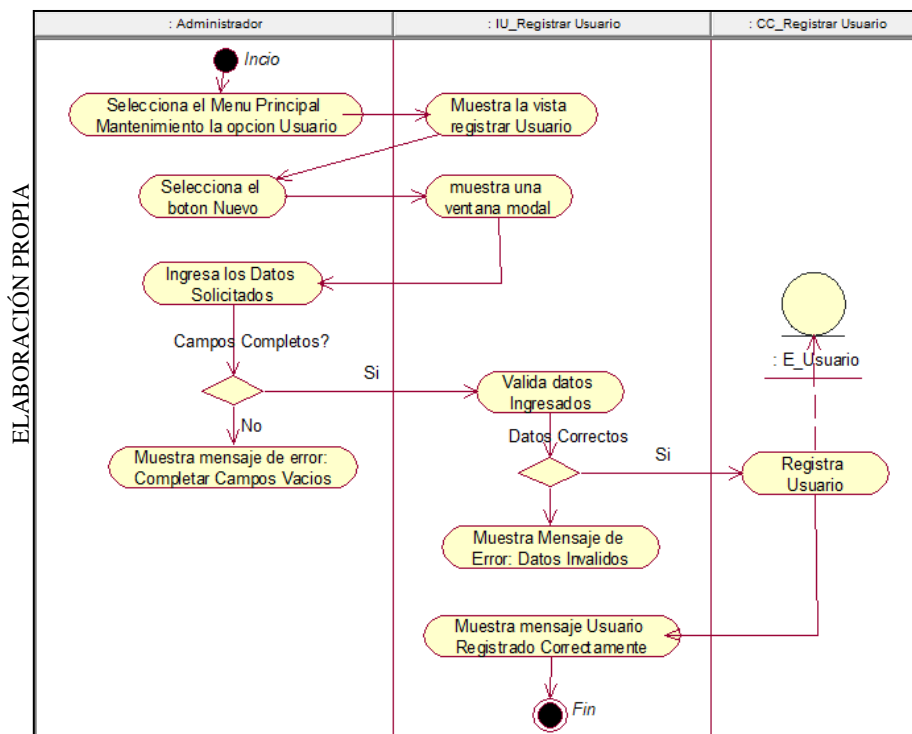 : Administrador
: IU_Registrar Usuario
: CC_Registrar Usuario
Incio
Selecciona el Menu Principal
Mantenimiento la opcion Usuario
Muestra la vista
registrar Usuario
Selecciona el
boton Nuevo
muestra una
ventana modal
Ingresa los Datos
Solicitados
Campos Completos?
Si
No
Muestra mensaje de error:
Completar Campos Vacios
Valida datos
Ingresados
Datos Correctos
Si
: E_Usuario
Registra
Usuario
Muestra Mensaje de
Error: Datos Invalidos
Muestra mensaje Usuario
Registrado Correctamente
Fin
ELABORACIÓN PROPIA